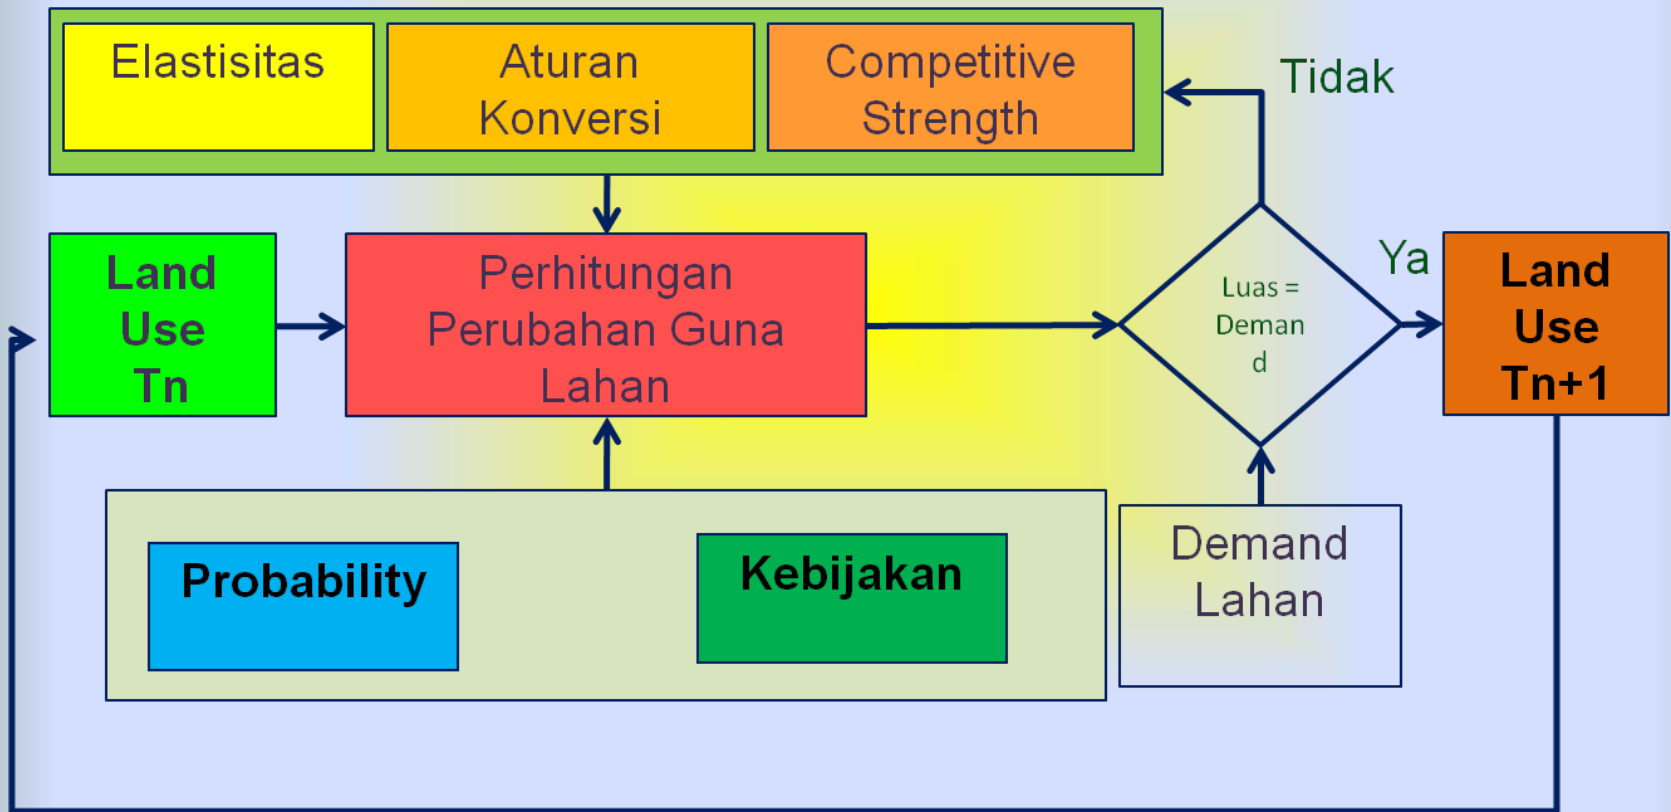 Elastisitas
Aturan
Konversi
Competitive
Strength
Tidak
Land
Use
Tn
Perhitungan
Perubahan Guna
Lahan
Luas =
Deman
d
Ya
Land
Use
Tn+1
Probability
Kebijakan
Demand
Lahan